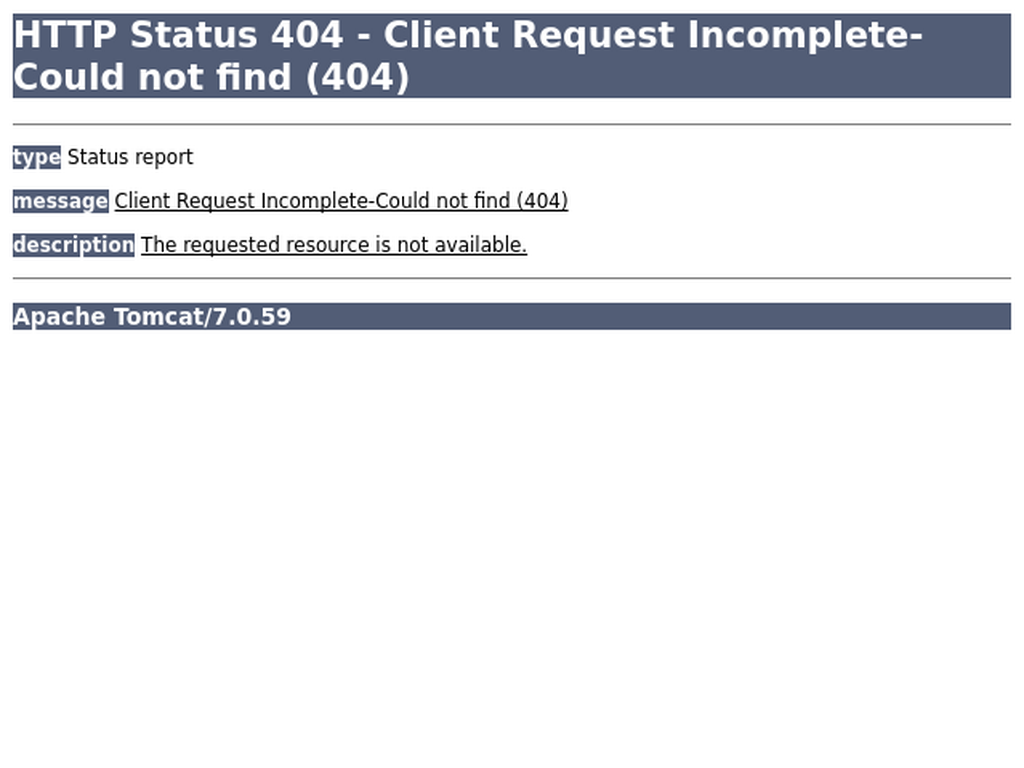 HTTP Status 404 - Client Request Incomplete-
Could not find (404)
type Status report
message Client Request Incomplete-Could not find (404)
description The requested resource is not available.
Apache Tomcat/7.0.59